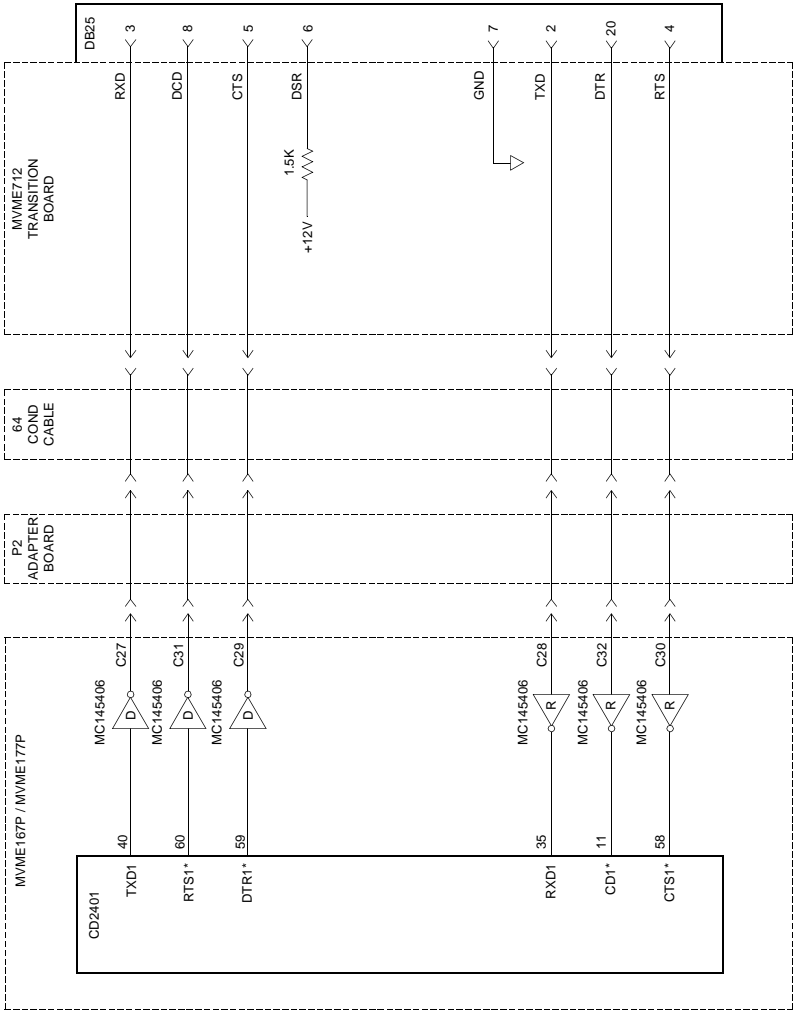 DB25
3
8
5
6
7
2
20
4
RXD
DCD
CTS
DSR
GND
TXD
DTR
RTS
MVME712
TRANSITION
BOARD
1.5K
+12V
64
COND
CABLE
P2
ADAPTER
BOARD
MVME167P / MVME177P
C27
C31
C29
C28
C32
C30
MC145406
MC145406
MC145406
MC145406
MC145406
MC145406
D
D
D
R
R
R
40
60
59
35
11
58
TXD1
RTS1*
DTR1*
RXD1
CD1*
CTS1*
CD2401